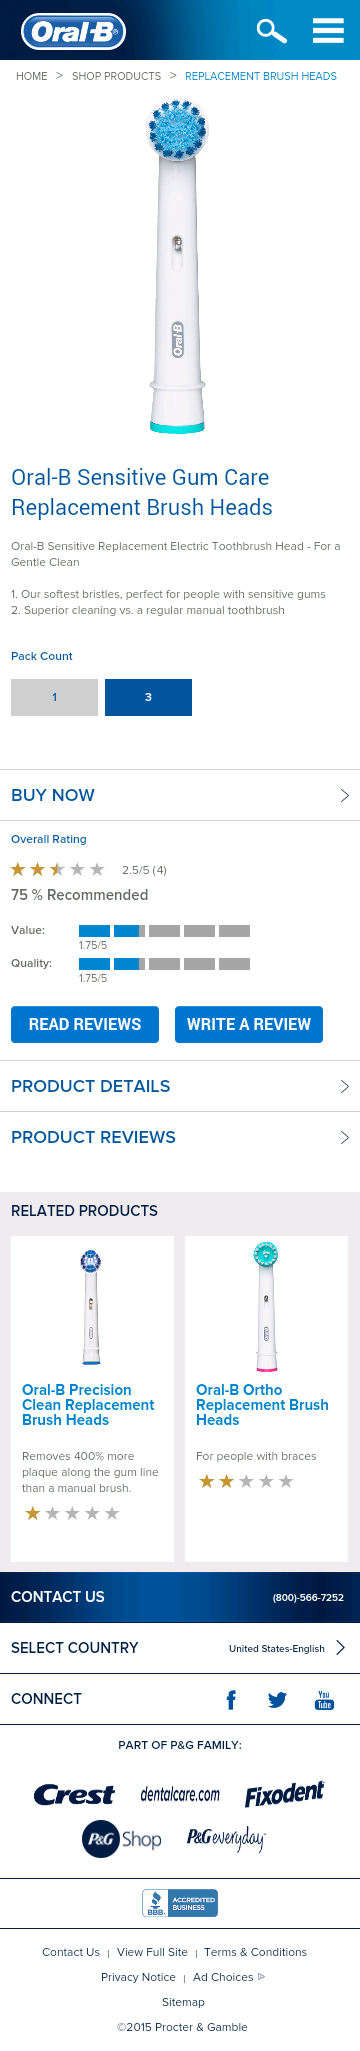 Oral-B®
HOME > SHOP PRODUCTS > REPLACEMENT BRUSH HEADS
Oral-B
Oral-B Sensitive Gum Care
Replacement Brush Heads
Oral-B Sensitive Replacement Electric Toothbrush Head - For a
Gentle Clean
1. Our softest bristles, perfect for people with sensitive gums
2. Superior cleaning vs. a regular manual toothbrush
Pack Count
1 3
BUY NOW
Overall Rating
2.5/5 (4)
75 % Recommended
Value:
1.75/5
Quality:
1.75/5
READ REVIEWS WRITE A REVIEW
PRODUCT DETAILS
PRODUCT REVIEWS
RELATED PRODUCTS
Oral-B Precision
Clean Replacement
Brush Heads
Removes 400% more
plaque along the gum line
than a manual brush.
Oral-B Ortho
Replacement Brush
Heads
For people with braces
CONTACT US (800)-566-7252
SELECT COUNTRY United States-English
CONNECT
You
Tube
PART OF P&G FAMILY:
Crest dentalcare.com Fixodent
P&G Shop P&G everyday
BBB ACCREDITED
BUSINESS
Contact Us | View Full Site | Terms & Conditions
Privacy Notice | Ad Choices
Sitemap
©2015 Procter & Gamble